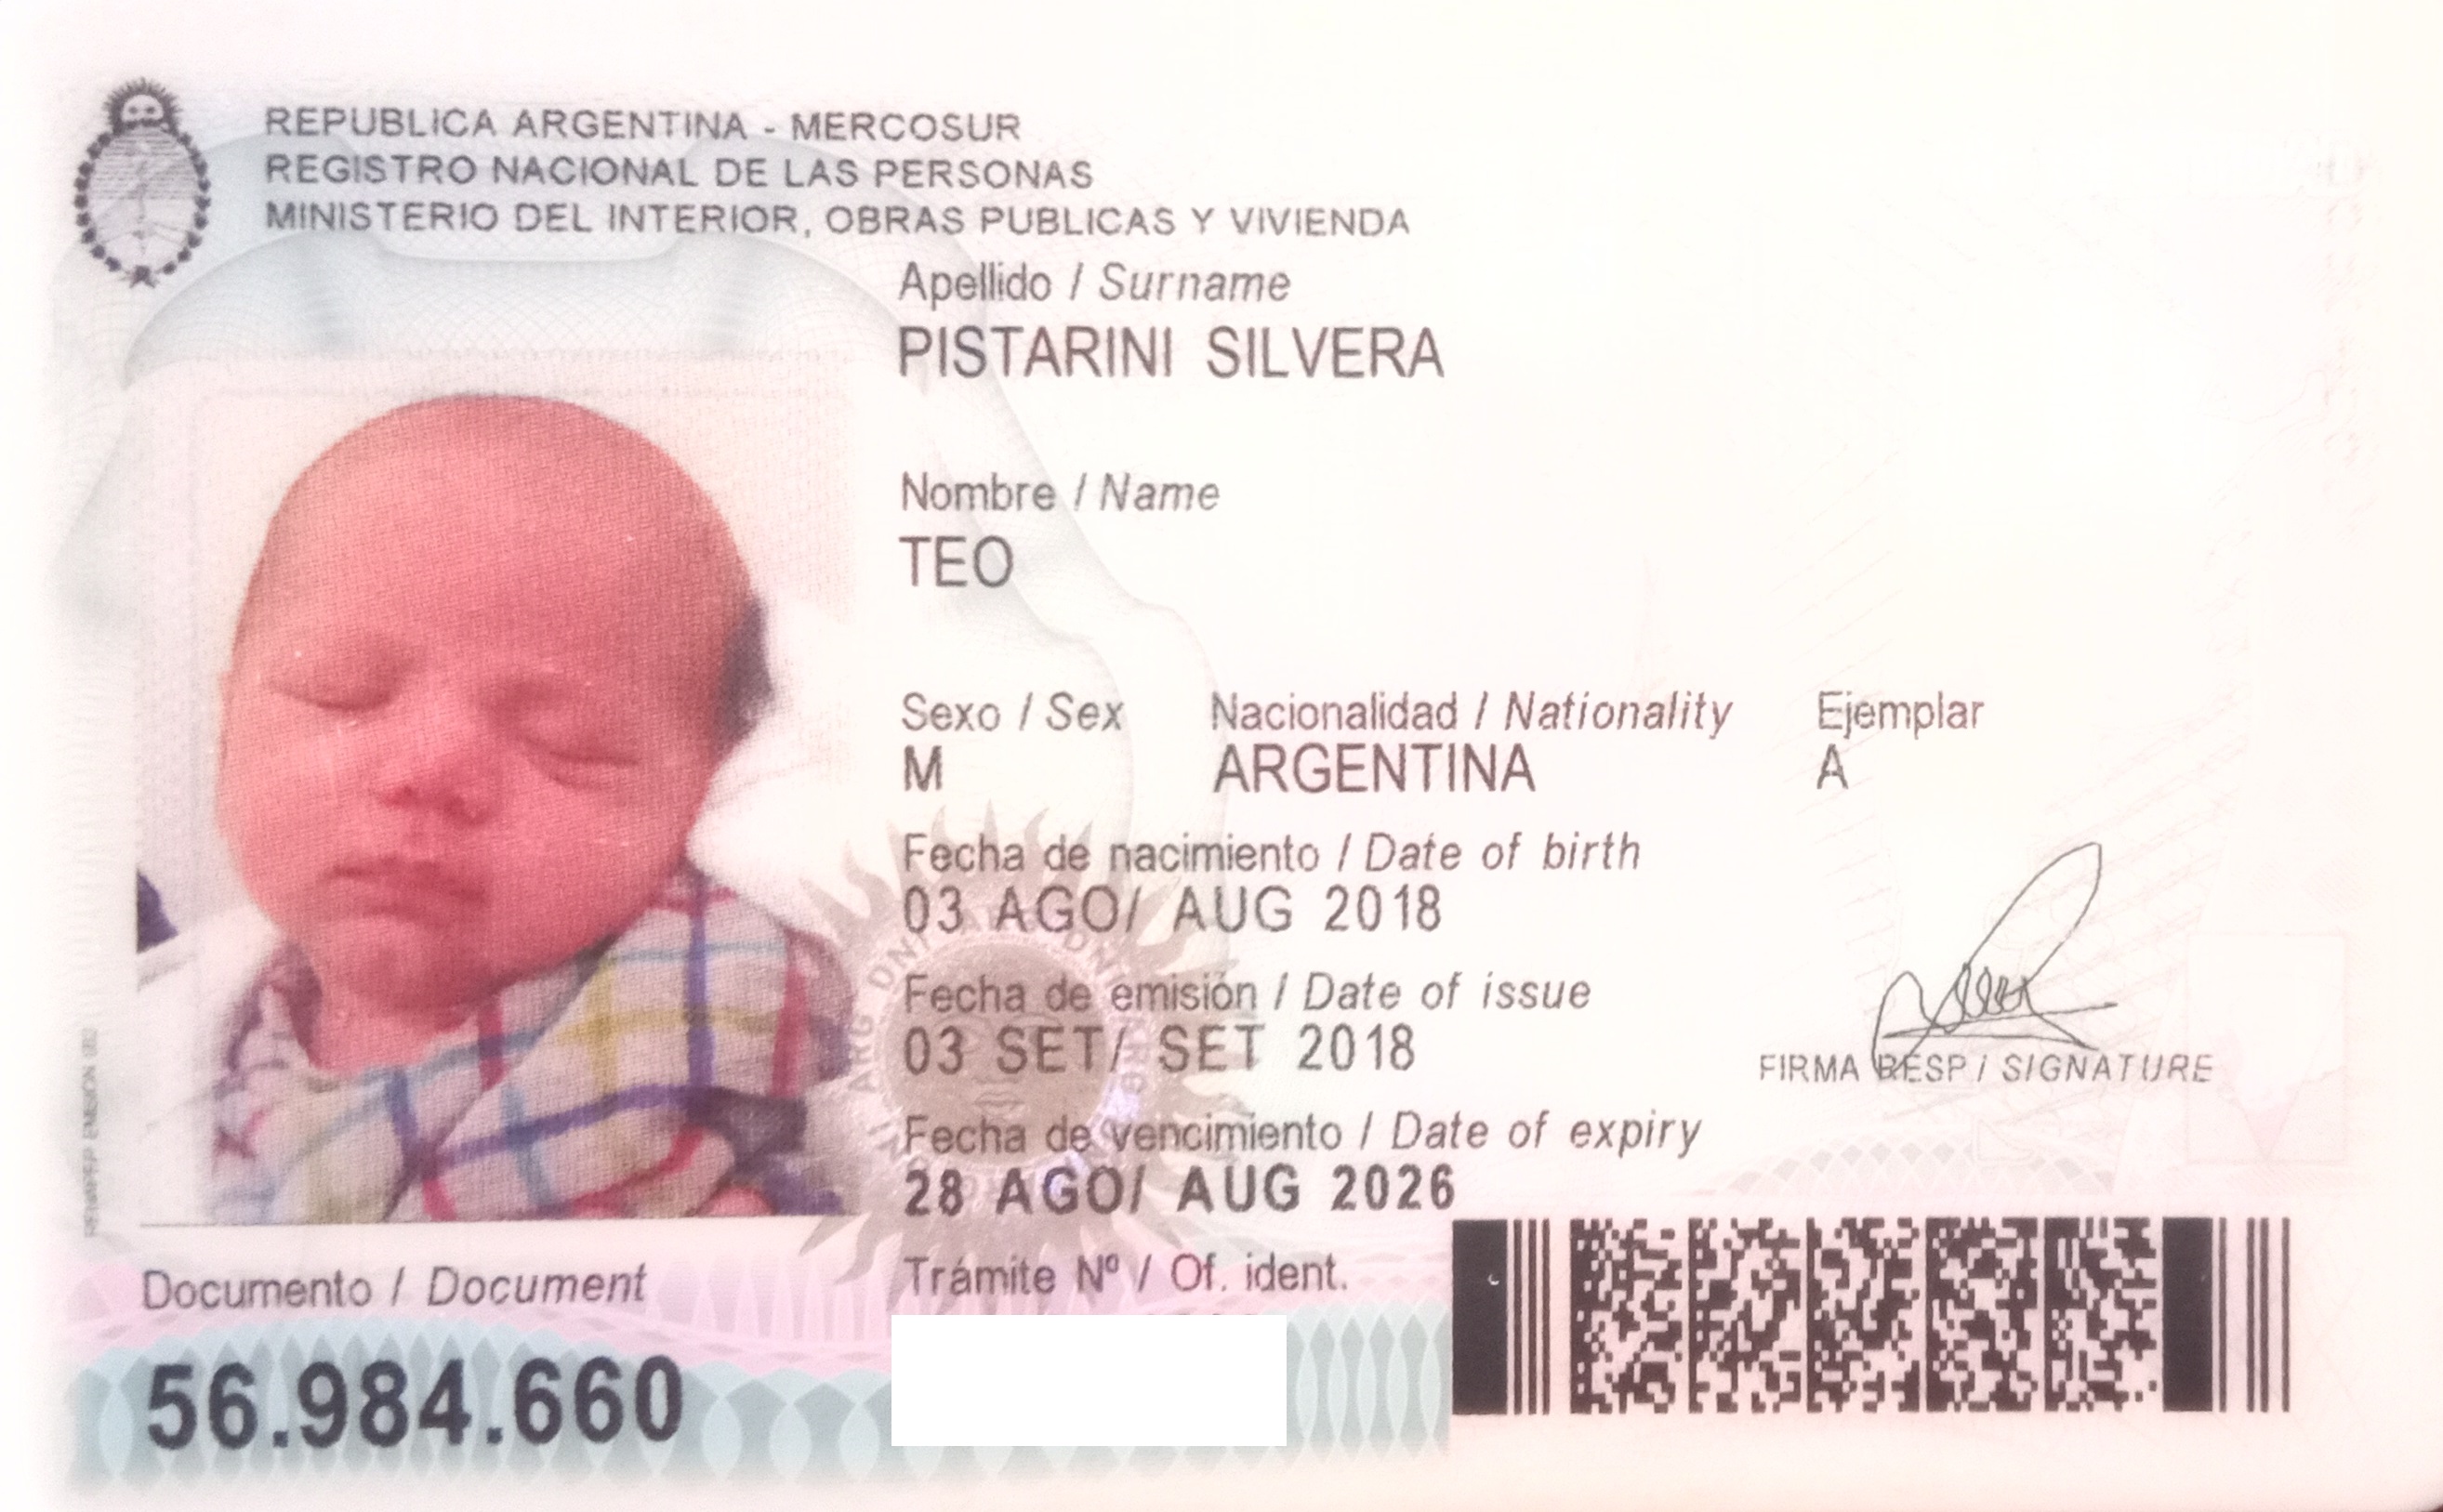 REPUBLICA ARGENTINA - MERCOSUR
REGISTRO NACIONAL DE LAS PERSONAS
MINISTERIO DEL INTERIOR, OBRAS PUBLICAS Y VIVIENDA
Apellido / Surname
PISTARINI SILVERA
Nombre / Name
TEO
Sexo / Sex Nacionalidad / Nationality Ejemplar
M ARGENTINA A
Fecha de nacimiento / Date of birth
03 AGO/ AUG 2018
Fecha de emisión / Date of issue
03 SET/ SET 2018
FIRMA RESP / SIGNATURE
Fecha de vencimiento / Date of expiry
28 AGO/ AUG 2026
Trámite Nº / Of. ident.
Documento / Document
56.984.660